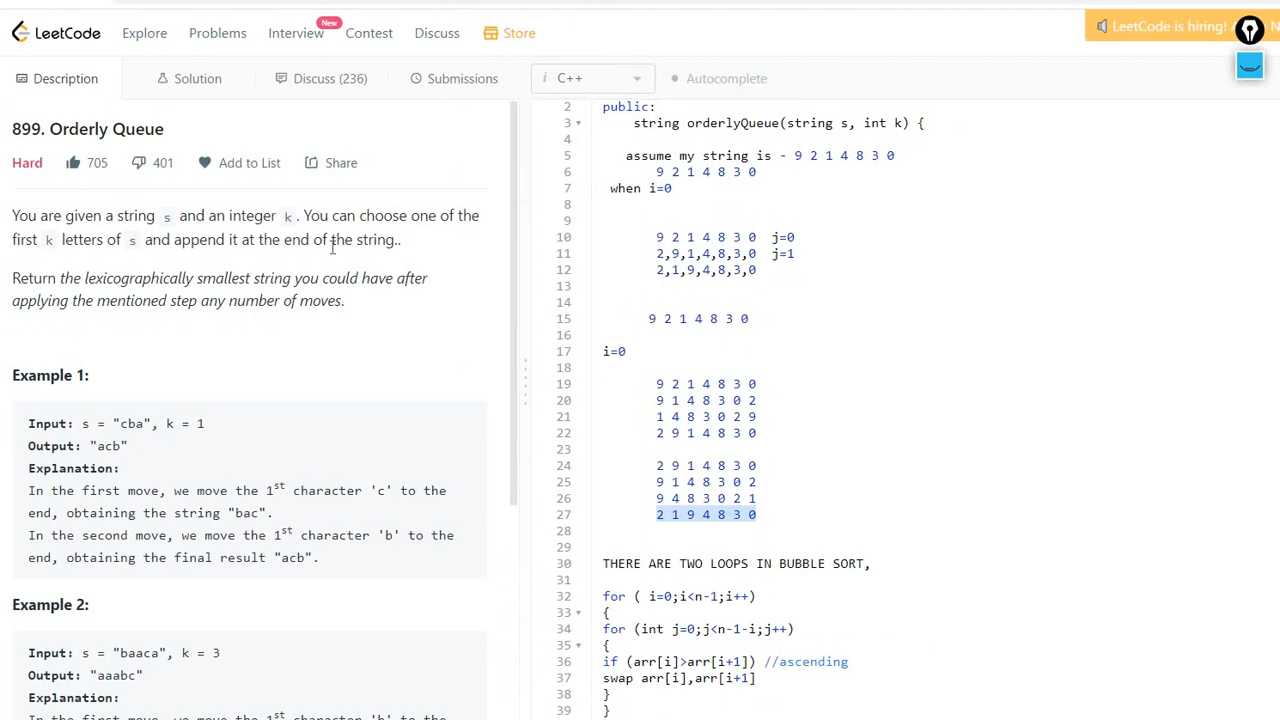 LeetCode
Explore
Problems
Interview
New
Contest
Discuss
Store
LeetCode is hiring!
Description
Solution
Discuss (236)
Submissions
i C++
Autocomplete
899. Orderly Queue
Hard
705
401
Add to List
Share
You are given a string s and an integer k. You can choose one of the
first k letters of s and append it at the end of the string..
Return the lexicographically smallest string you could have after
applying the mentioned step any number of moves.
Example 1:
Input: s = "cba", k = 1
Output: "acb"
Explanation:
In the first move, we move the 1st character 'c' to the
end, obtaining the string "bac".
In the second move, we move the 1st character 'b' to the
end, obtaining the final result "acb".
Example 2:
Input: s = "baaca", k = 3
Output: "aaabc"
Explanation:
In the first move, we move the 1st character 'b' to the
2 public:
3 string orderlyQueue(string s, int k) {
4
5 assume my string is - 9 2 1 4 8 3 0
6 9 2 1 4 8 3 0
7 when i=0
8
9
10 9 2 1 4 8 3 0 j=0
11 2,9,1,4,8,3,0 j=1
12 2,1,9,4,8,3,0
13
14
15 9 2 1 4 8 3 0
16
17 i=0
18
19 9 2 1 4 8 3 0
20 9 1 4 8 3 0 2
21 1 4 8 3 0 2 9
22 2 9 1 4 8 3 0
23
24 2 9 1 4 8 3 0
25 9 1 4 8 3 0 2
26 9 4 8 3 0 2 1
27 2 1 9 4 8 3 0
28
29
30 THERE ARE TWO LOOPS IN BUBBLE SORT,
31
32 for ( i=0;i<n-1;i++)
33 {
34 for (int j=0;j<n-1-i;j++)
35 {
36 if (arr[i]>arr[i+1]) //ascending
37 swap arr[i],arr[i+1]
38 }
39 }